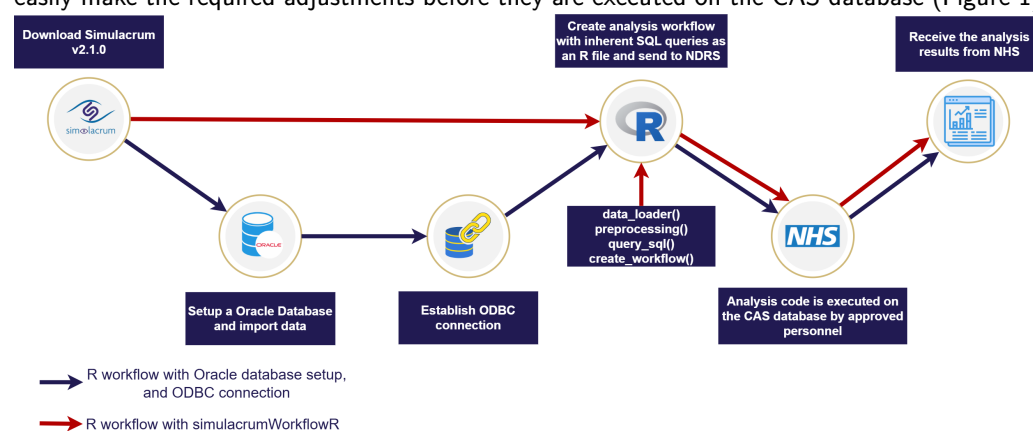 easily make the required adjustments before they are executed on the CAS database (Figure 1
Download Simulacrum
v2.1.0
Create analysis workflow
with inherent SQL queries as
an R file and send to NDRS
Receive the analysis
results from NHS
simulacrum
R
ORACLE
data_loader()
preprocessing()
query_sql()
create_workflow()
NHS
Setup a Oracle Database
and import data
Establish ODBC
connection
Analysis code is executed on
the CAS database by approved
personnel
R workflow with Oracle database setup,
and ODBC connection
R workflow with simulacrumWorkflowR